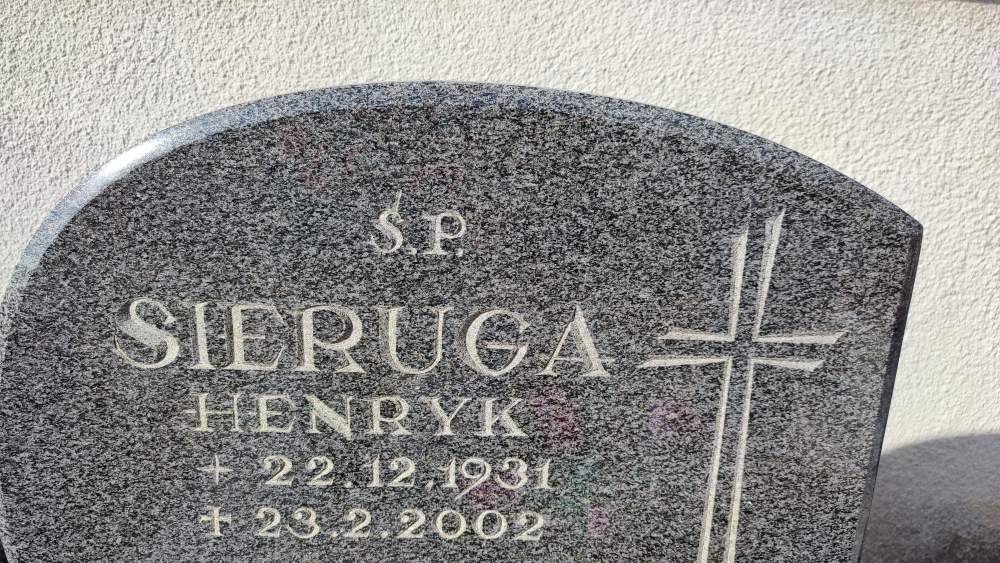 Ś.P.
SIERUGA
HENRYK
+ 22.12.1931
+ 23.2.2002